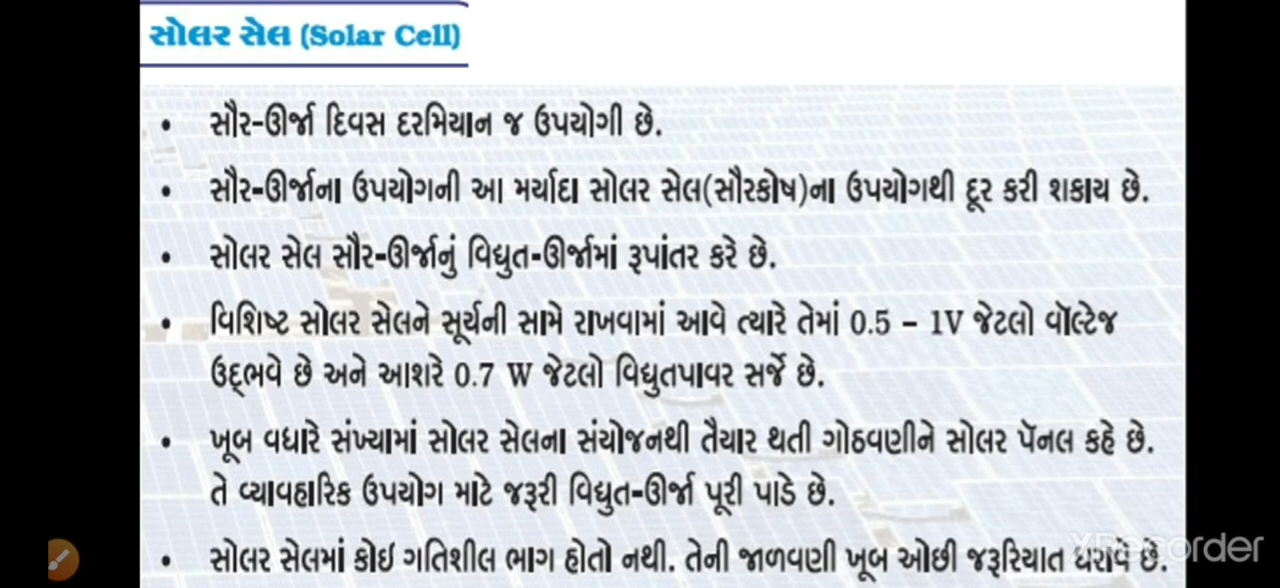 સોલર સેલ (Solar Cell)
• સૌર-ઊર્જા દિવસ દરમિયાન જ ઉપયોગી છે.
• સૌર-ઊર્જાના ઉપયોગની આ મર્યાદા સોલર સેલ(સૌરકોષ)ના ઉપયોગથી દૂર કરી શકાય છે.
• સોલર સેલ સૌર-ઊર્જાનું વિદ્યુત-ઊર્જામાં રૂપાંતર કરે છે.
• વિશિષ્ટ સોલર સેલને સૂર્યની સામે રાખવામાં આવે ત્યારે તેમાં 0.5 – 1V જેટલો વૉલ્ટેજ
ઉદ્ભવે છે અને આશરે 0.7 W જેટલો વિદ્યુતપાવર સર્જે છે.
• ખૂબ વધારે સંખ્યામાં સોલર સેલના સંયોજનથી તૈયાર થતી ગોઠવણીને સોલર પૅનલ કહે છે.
તે વ્યાવહારિક ઉપયોગ માટે જરૂરી વિદ્યુત-ઊર્જા પૂરી પાડે છે.
• સોલર સેલમાં કોઈ ગતિશીલ ભાગ હોતો નથી. તેની જાળવણી ખૂબ ઓછી જરૂરિયાત ધરાવે છે.
XRecorder